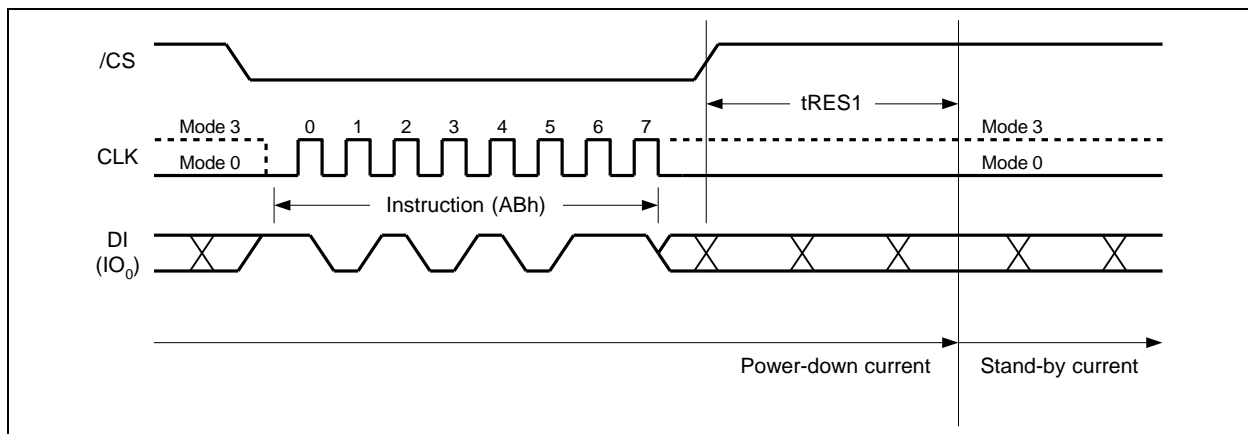 /CS
tRES1
Mode 3
0 1 2 3 4 5 6 7
Mode 3
CLK
Mode 0
Mode 0
Instruction (ABh)
DI
(IO0)
Power-down current
Stand-by current